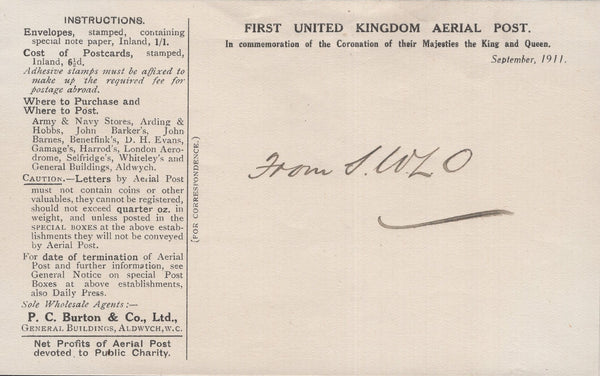 INSTRUCTIONS.
Envelopes, stamped, containing
special note paper, Inland, 1/1.
Cost of Postcards, stamped,
Inland, 6½d.
Adhesive stamps must be affixed to
make up the required fee for
postage abroad.
Where to Purchase and
Where to Post.
Army & Navy Stores, Arding &
Hobbs, John Barker's, John
Barnes, Benetfink's, D. H. Evans,
Gamage's, Harrod's, London Aero-
drome, Selfridge's, Whiteley's and
General Buildings, Aldwych.
CAUTION.—Letters by Aerial Post
must not contain coins or other
valuables, they cannot be registered,
should not exceed quarter oz. in
weight, and unless posted in the
SPECIAL BOXES at the above estab-
lishments they will not be conveyed
by Aerial Post.
For date of termination of Aerial
Post and further information, see
General Notice on special Post
Boxes at above establishments,
also Daily Press.
Sole Wholesale Agents:—
P. C. Burton & Co., Ltd.,
GENERAL BUILDINGS, ALDWYCH, W.C.
Net Profits of Aerial Post
devoted to Public Charity.
(FOR CORRESPONDENCE.)
FIRST UNITED KINGDOM AERIAL POST.
In commemoration of the Coronation of their Majesties the King and Queen.
September, 1911.
From S.W.L.O